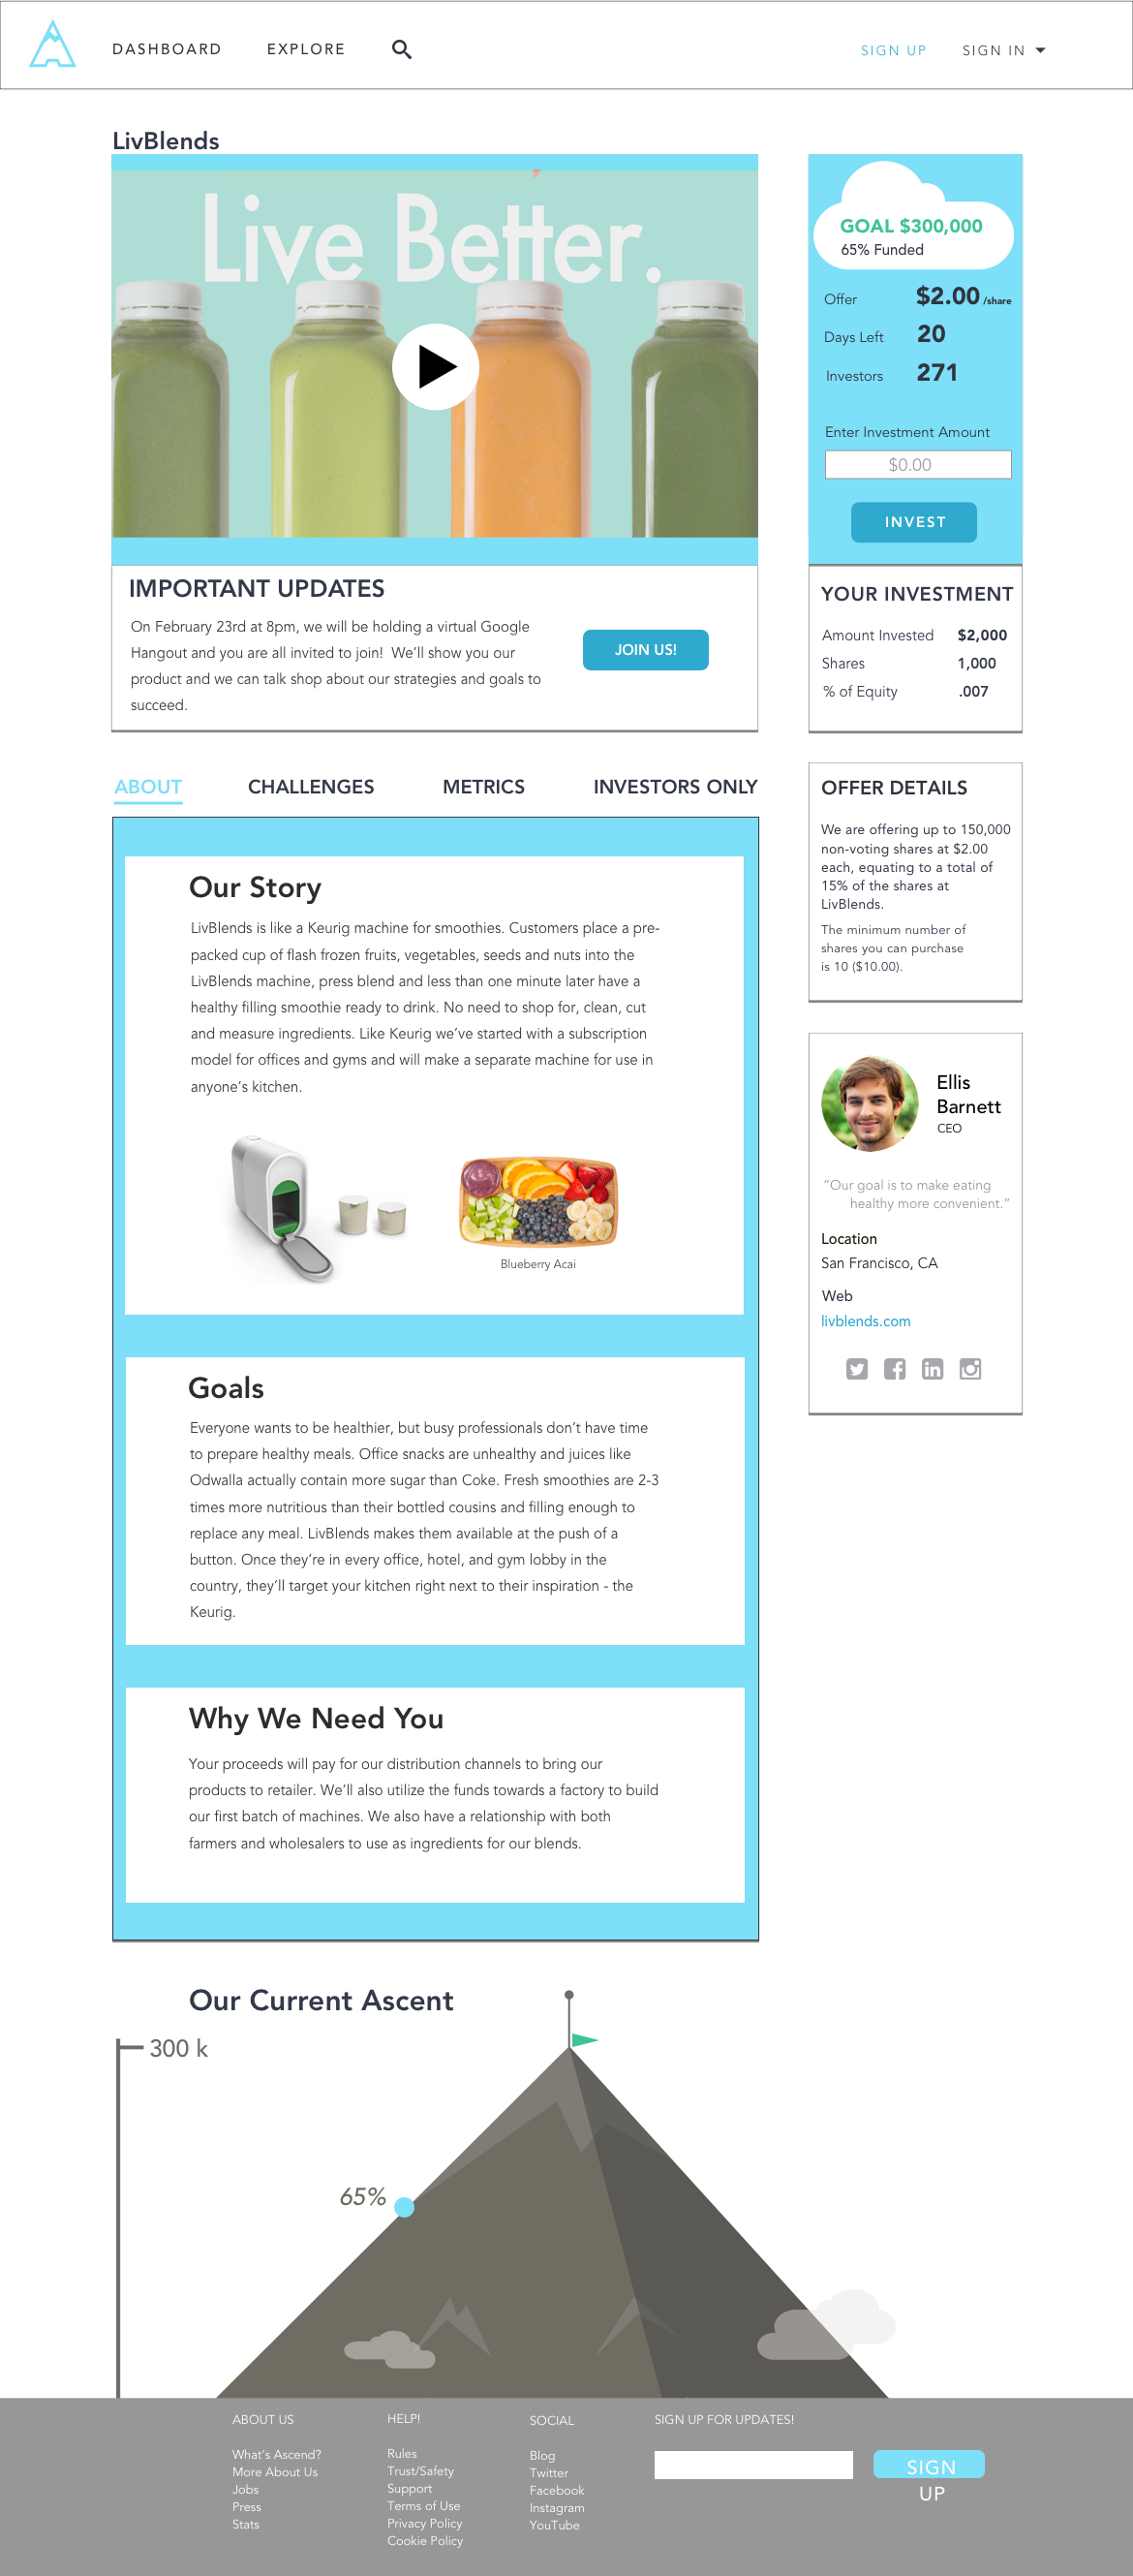 DASHBOARD
EXPLORE
SIGN UP
SIGN IN
LivBlends
Live Better.
GOAL $300,000
65% Funded
Offer $2.00 /share
Days Left 20
Investors 271
Enter Investment Amount
$0.00
INVEST
IMPORTANT UPDATES
On February 23rd at 8pm, we will be holding a virtual Google
Hangout and you are all invited to join! We’ll show you our
product and we can talk shop about our strategies and goals to
succeed.
JOIN US!
YOUR INVESTMENT
Amount Invested $2,000
Shares 1,000
% of Equity .007
ABOUT
CHALLENGES
METRICS
INVESTORS ONLY
Our Story
LivBlends is like a Keurig machine for smoothies. Customers place a pre-
packed cup of flash frozen fruits, vegetables, seeds and nuts into the
LivBlends machine, press blend and less than one minute later have a
healthy filling smoothie ready to drink. No need to shop for, clean, cut
and measure ingredients. Like Keurig we’ve started with a subscription
model for offices and gyms and will make a separate machine for use in
anyone’s kitchen.
Blueberry Acai
Goals
Everyone wants to be healthier, but busy professionals don’t have time
to prepare healthy meals. Office snacks are unhealthy and juices like
Odwalla actually contain more sugar than Coke. Fresh smoothies are 2-3
times more nutritious than their bottled cousins and filling enough to
replace any meal. LivBlends makes them available at the push of a
button. Once they’re in every office, hotel, and gym lobby in the
country, they’ll target your kitchen right next to their inspiration - the
Keurig.
Why We Need You
Your proceeds will pay for our distribution channels to bring our
products to retailer. We’ll also utilize the funds towards a factory to build
our first batch of machines. We also have a relationship with both
farmers and wholesalers to use as ingredients for our blends.
OFFER DETAILS
We are offering up to 150,000
non-voting shares at $2.00
each, equating to a total of
15% of the shares at
LivBlends.
The minimum number of
shares you can purchase
is 10 ($10.00).
Ellis
Barnett
CEO
“Our goal is to make eating
healthy more convenient.”
Location
San Francisco, CA
Web
livblends.com
Our Current Ascent
300 k
65%
ABOUT US
What’s Ascend?
More About Us
Jobs
Press
Stats
HELP!
Rules
Trust/Safety
Support
Terms of Use
Privacy Policy
Cookie Policy
SOCIAL
Blog
Twitter
Facebook
Instagram
YouTube
SIGN UP FOR UPDATES!
SIGN
UP